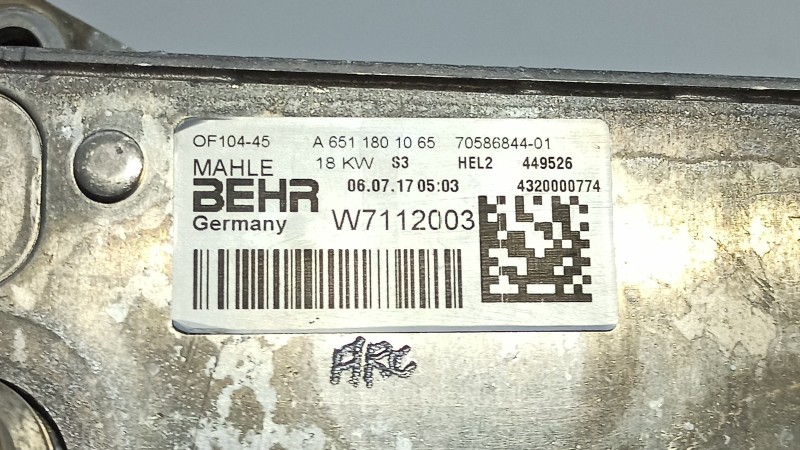 OF104-45 A 651 180 10 65 70586844-01
MAHLE 18 KW S3 HEL2 449526
BEHR 06.07.17 05:03 4320000774
Germany W7112003
ARC